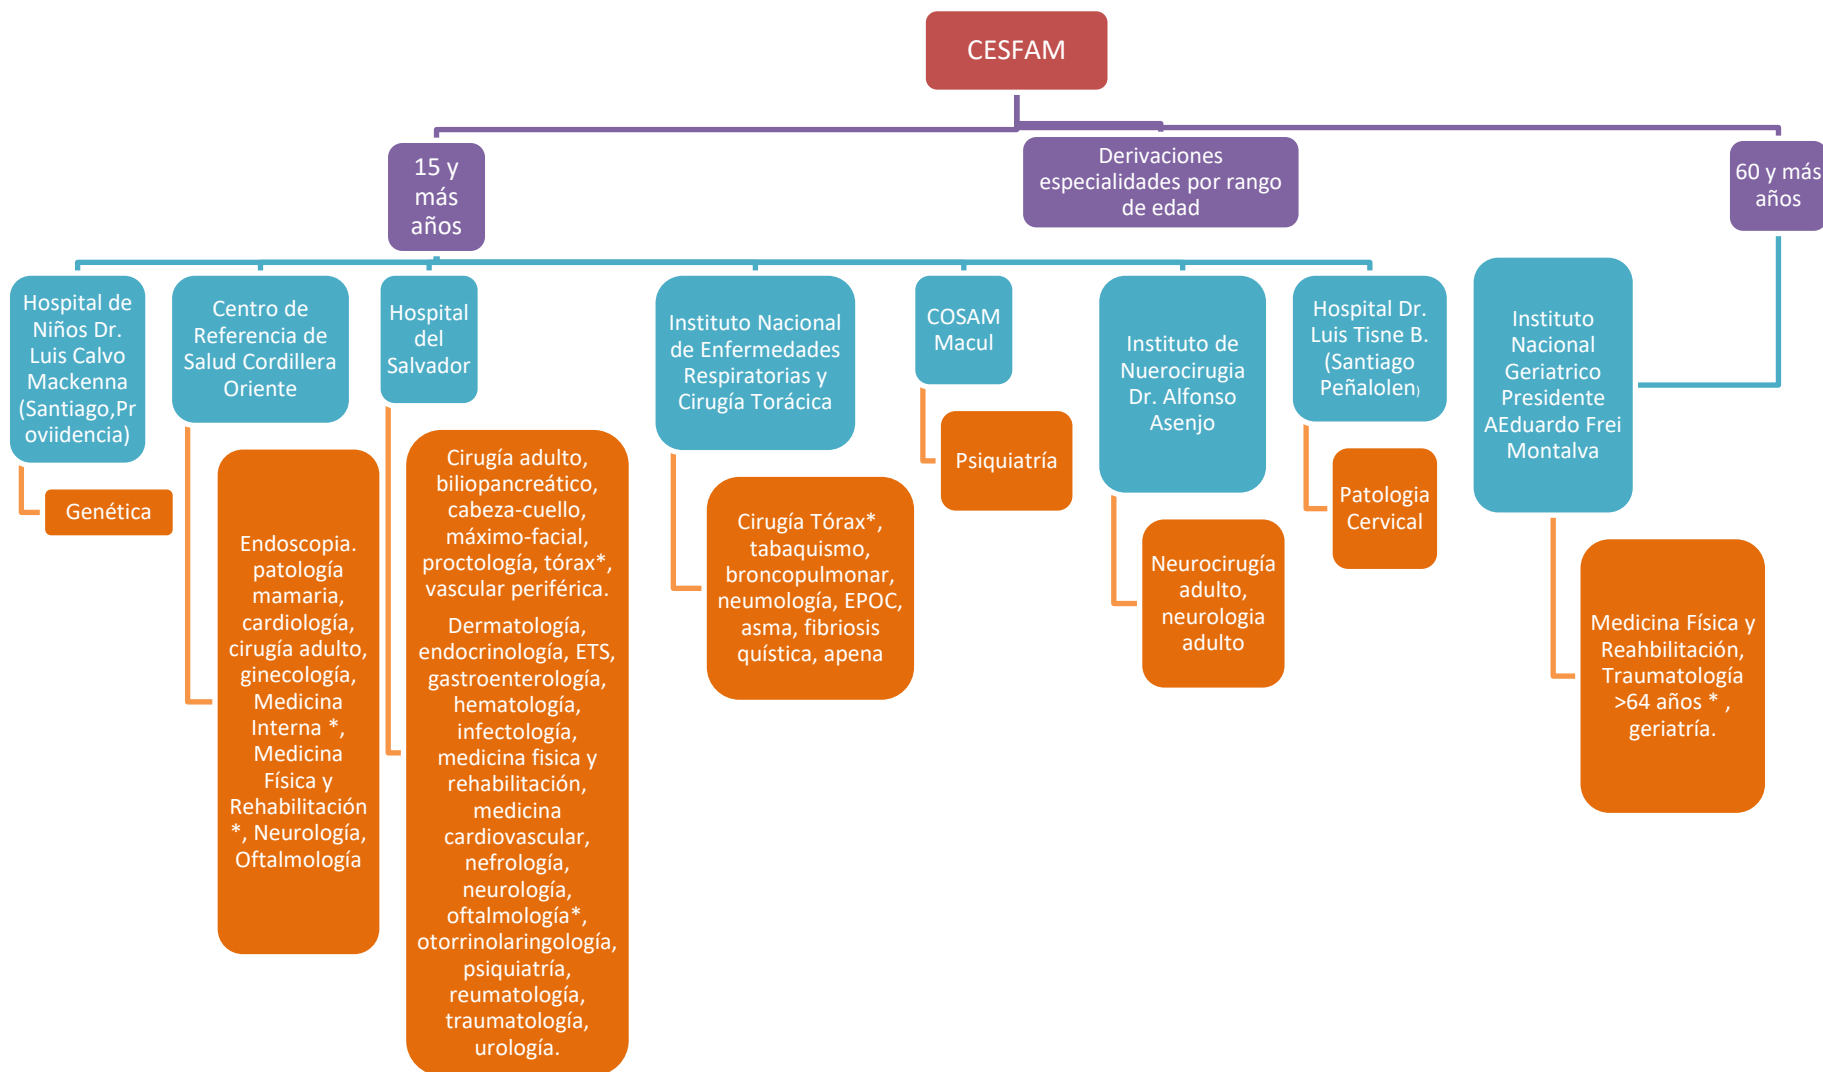 CESFAM
15 y
más
años
Derivaciones
especialidades por rango
de edad
60 y más
años
Hospital de
Niños Dr.
Luis Calvo
Mackenna
(Santiago,Pr
oviidencia)
Genética
Centro de
Referencia de
Salud Cordillera
Oriente
Endoscopia.
patología
mamaria,
cardiología,
cirugía adulto,
ginecología,
Medicina
Interna *,
Medicina
Física y
Rehabilitación
*, Neurología,
Oftalmología
Hospital
del
Salvador
Cirugía adulto,
biliopancreático,
cabeza-cuello,
máximo-facial,
proctología, tórax*,
vascular periférica.
Dermatología,
endocrinología, ETS,
gastroenterología,
hematología,
infectología,
medicina fisica y
rehabilitación,
medicina
cardiovascular,
nefrología,
neurología,
oftalmología*,
otorrinolaringología,
psiquiatría,
reumatología,
traumatología,
urología.
Instituto Nacional
de Enfermedades
Respiratorias y
Cirugía Torácica
Cirugía Tórax*,
tabaquismo,
broncopulmonar,
neumología, EPOC,
asma, fibriosis
quística, apena
COSAM
Macul
Psiquiatría
Instituto de
Nuerocirugia
Dr. Alfonso
Asenjo
Neurocirugía
adulto,
neurologia
adulto
Hospital Dr.
Luis Tisne B.
(Santiago
Peñalolen)
Patologia
Cervical
Instituto
Nacional
Geriatrico
Presidente
AEduardo Frei
Montalva
Medicina Física y
Reahbilitación,
Traumatología
>64 años * ,
geriatría.